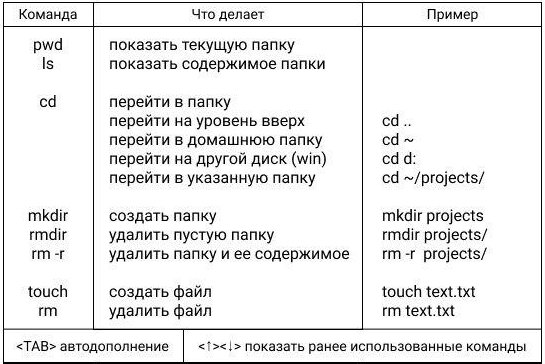 Команда Что делает Пример
pwd показать текущую папку
ls показать содержимое папки
cd перейти в папку
перейти на уровень вверх cd ..
перейти в домашнюю папку cd ~
перейти на другой диск (win) cd d:
перейти в указанную папку cd ~/projects/
mkdir создать папку mkdir projects
rmdir удалить пустую папку rmdir projects/
rm -r удалить папку и ее содержимое rm -r projects/
touch создать файл touch text.txt
rm удалить файл rm text.txt
<TAB> автодополнение <↑><↓> показать ранее использованные команды